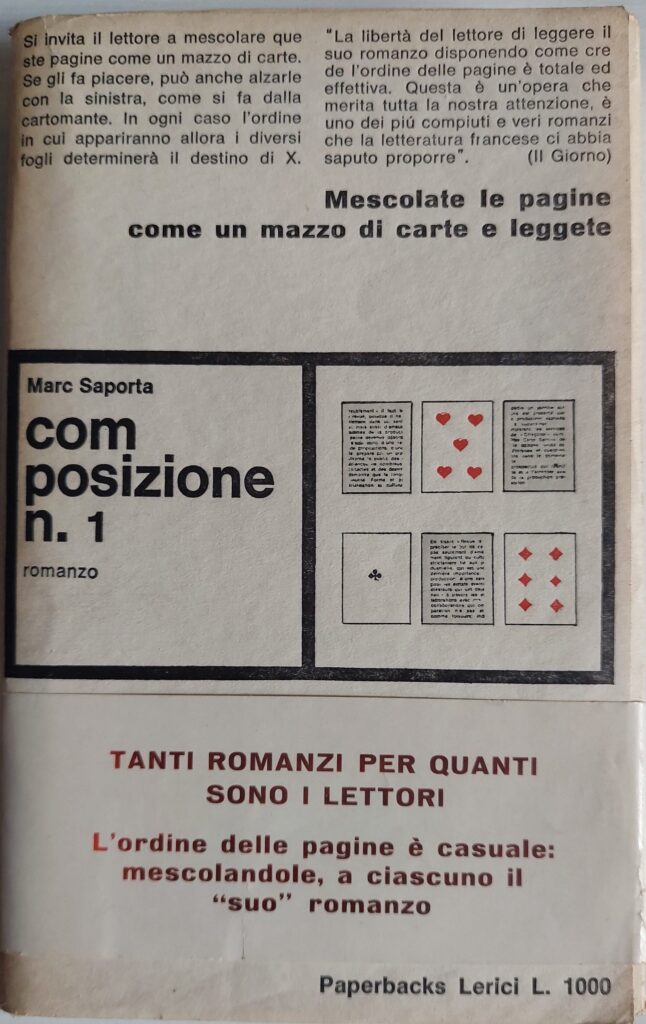 Si invita il lettore a mescolare que
ste pagine come un mazzo di carte.
Se gli fa piacere, può anche alzarle
con la sinistra, come si fa dalla
cartomante. In ogni caso l'ordine
in cui appariranno allora i diversi
fogli determinerà il destino di X.
"La libertà del lettore di leggere il
suo romanzo disponendo come cre
de l'ordine delle pagine è totale ed
effettiva. Questa è un'opera che
merita tutta la nostra attenzione, è
uno dei piú compiuti e veri romanzi
che la letteratura francese ci abbia
saputo proporre". (Il Giorno)
Mescolate le pagine
come un mazzo di carte e leggete
Marc Saporta
com
posizione
n. 1
romanzo
TANTI ROMANZI PER QUANTI
SONO I LETTORI
L'ordine delle pagine è casuale:
mescolandole, a ciascuno il
"suo" romanzo
Paperbacks Lerici L. 1000